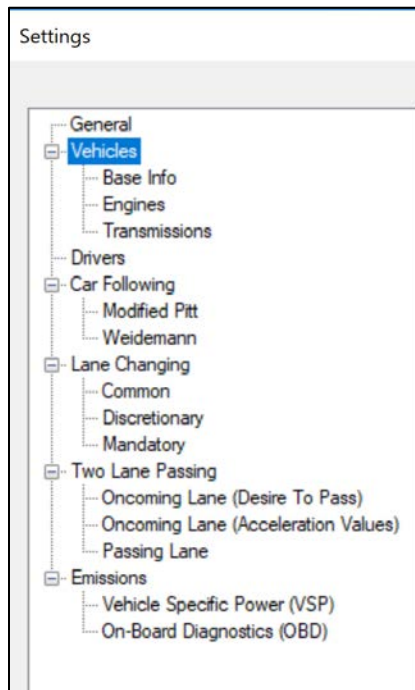 Settings
General
Vehicles
Base Info
Engines
Transmissions
Drivers
Car Following
Modified Pitt
Weidemann
Lane Changing
Common
Discretionary
Mandatory
Two Lane Passing
Oncoming Lane (Desire To Pass)
Oncoming Lane (Acceleration Values)
Passing Lane
Emissions
Vehicle Specific Power (VSP)
On-Board Diagnostics (OBD)